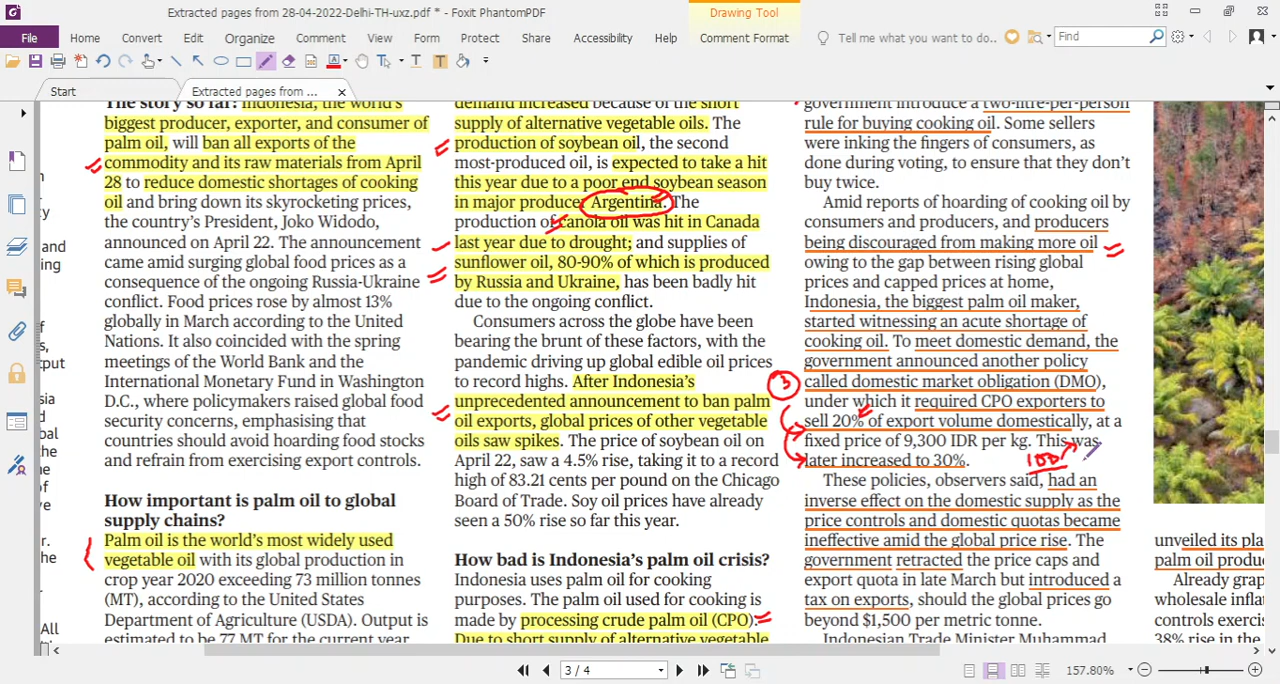 Extracted pages from 28-04-2022-Delhi-TH-uxz.pdf * - Foxit PhantomPDF
Drawing Tool
File
Home
Convert
Edit
Organize
Comment
View
Form
Protect
Share
Accessibility
Help
Comment Format
Tell me what you want to do..
Find
Start
Extracted pages from ...
The story so far: Indonesia, the world's
biggest producer, exporter, and consumer of
palm oil, will ban all exports of the
commodity and its raw materials from April
28 to reduce domestic shortages of cooking
oil and bring down its skyrocketing prices,
the country's President, Joko Widodo,
announced on April 22. The announcement
came amid surging global food prices as a
consequence of the ongoing Russia-Ukraine
conflict. Food prices rose by almost 13%
globally in March according to the United
Nations. It also coincided with the spring
meetings of the World Bank and the
International Monetary Fund in Washington
D.C., where policymakers raised global food
security concerns, emphasising that
countries should avoid hoarding food stocks
and refrain from exercising export controls.
How important is palm oil to global
supply chains?
Palm oil is the world's most widely used
vegetable oil with its global production in
crop year 2020 exceeding 73 million tonnes
(MT), according to the United States
Department of Agriculture (USDA). Output is
estimated to be 77 MT for the current year
demand increased because of the short
supply of alternative vegetable oils. The
production of soybean oil, the second
most-produced oil, is expected to take a hit
this year due to a poor end soybean season
in major producer Argentina. The
production of canola oil was hit in Canada
last year due to drought; and supplies of
sunflower oil, 80-90% of which is produced
by Russia and Ukraine, has been badly hit
due to the ongoing conflict.
Consumers across the globe have been
bearing the brunt of these factors, with the
pandemic driving up global edible oil prices
to record highs. After Indonesia's
unprecedented announcement to ban palm
oil exports, global prices of other vegetable
oils saw spikes. The price of soybean oil on
April 22, saw a 4.5% rise, taking it to a record
high of 83.21 cents per pound on the Chicago
Board of Trade. Soy oil prices have already
seen a 50% rise so far this year.
How bad is Indonesia's palm oil crisis?
Indonesia uses palm oil for cooking
purposes. The palm oil used for cooking is
made by processing crude palm oil (CPO).
Due to short supply of alternative vegetable
government introduce a two-litre-per-person
rule for buying cooking oil. Some sellers
were inking the fingers of consumers, as
done during voting, to ensure that they don't
buy twice.
Amid reports of hoarding of cooking oil by
consumers and producers, and producers
being discouraged from making more oil
owing to the gap between rising global
prices and capped prices at home,
Indonesia, the biggest palm oil maker,
started witnessing an acute shortage of
cooking oil. To meet domestic demand, the
government announced another policy
3
called domestic market obligation (DMO),
under which it required CPO exporters to
sell 20% of export volume domestically, at a
fixed price of 9,300 IDR per kg. This was
later increased to 30%.
100
These policies, observers said, had an
inverse effect on the domestic supply as the
price controls and domestic quotas became
ineffective amid the global price rise. The
government retracted the price caps and
export quota in late March but introduced a
tax on exports, should the global prices go
beyond $1,500 per metric tonne.
Indonesian Trade Minister Muhammad
unveiled its pla
palm oil produc
Already grap
wholesale infla
controls exercis
38% rise in the
and
ing
put
the
All
3 / 4
157.80%